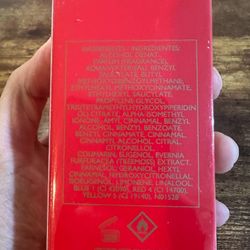 INGREDIENTS - INGREDIENTES:
ALCOHOL DENAT.,
PARFUM (FRAGRANCE),
AQUA/WATER/EAU, BENZYL
SALICYLATE, BUTYL
METHOXYDIBENZOYLMETHANE,
ETHYLHEXYL METHOXYCINNAMATE,
ETHYLHEXYL SALICYLATE,
PROPYLENE GLYCOL,
TRIS(TETRAMETHYLHYDROXYPIPERIDIN
OL) CITRATE, ALPHA-ISOMETHYL
IONONE, AMYL CINNAMAL, BENZYL
ALCOHOL, BENZYL BENZOATE,
BENZYL CINNAMATE, CINNAMAL,
CINNAMYL ALCOHOL, CITRAL,
CITRONELLOL,
COUMARIN, EUGENOL, EVERNIA
FURFURACEA (TREEMOSS) EXTRACT,
FARNESOL, GERANIOL, HEXYL
CINNAMAL, HYDROXYCITRONELLAL,
ISOEUGENOL, LIMONENE, LINALOOL,
BLUE 1 (CI 42090), RED 4 (CI 14700),
YELLOW 5 (CI 19140), N01528